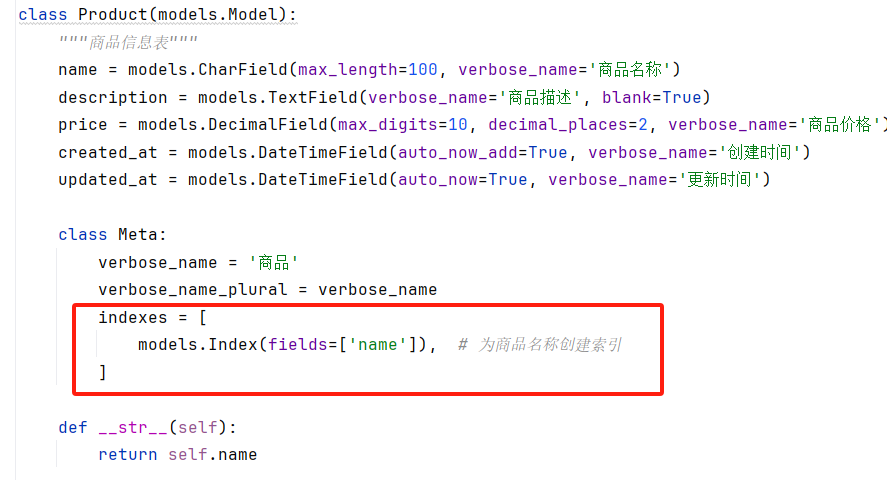 class Product(models.Model):
    """商品信息表"""
    name = models.CharField(max_length=100, verbose_name='商品名称')
    description = models.TextField(verbose_name='商品描述', blank=True)
    price = models.DecimalField(max_digits=10, decimal_places=2, verbose_name='商品价格')
    created_at = models.DateTimeField(auto_now_add=True, verbose_name='创建时间')
    updated_at = models.DateTimeField(auto_now=True, verbose_name='更新时间')
    class Meta:
        verbose_name = '商品'
        verbose_name_plural = verbose_name
        indexes = [
            models.Index(fields=['name']),  # 为商品名称创建索引
        ]
    def __str__(self):
        return self.name